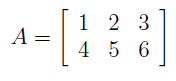 A = [ 1 2 3
4 5 6 ]